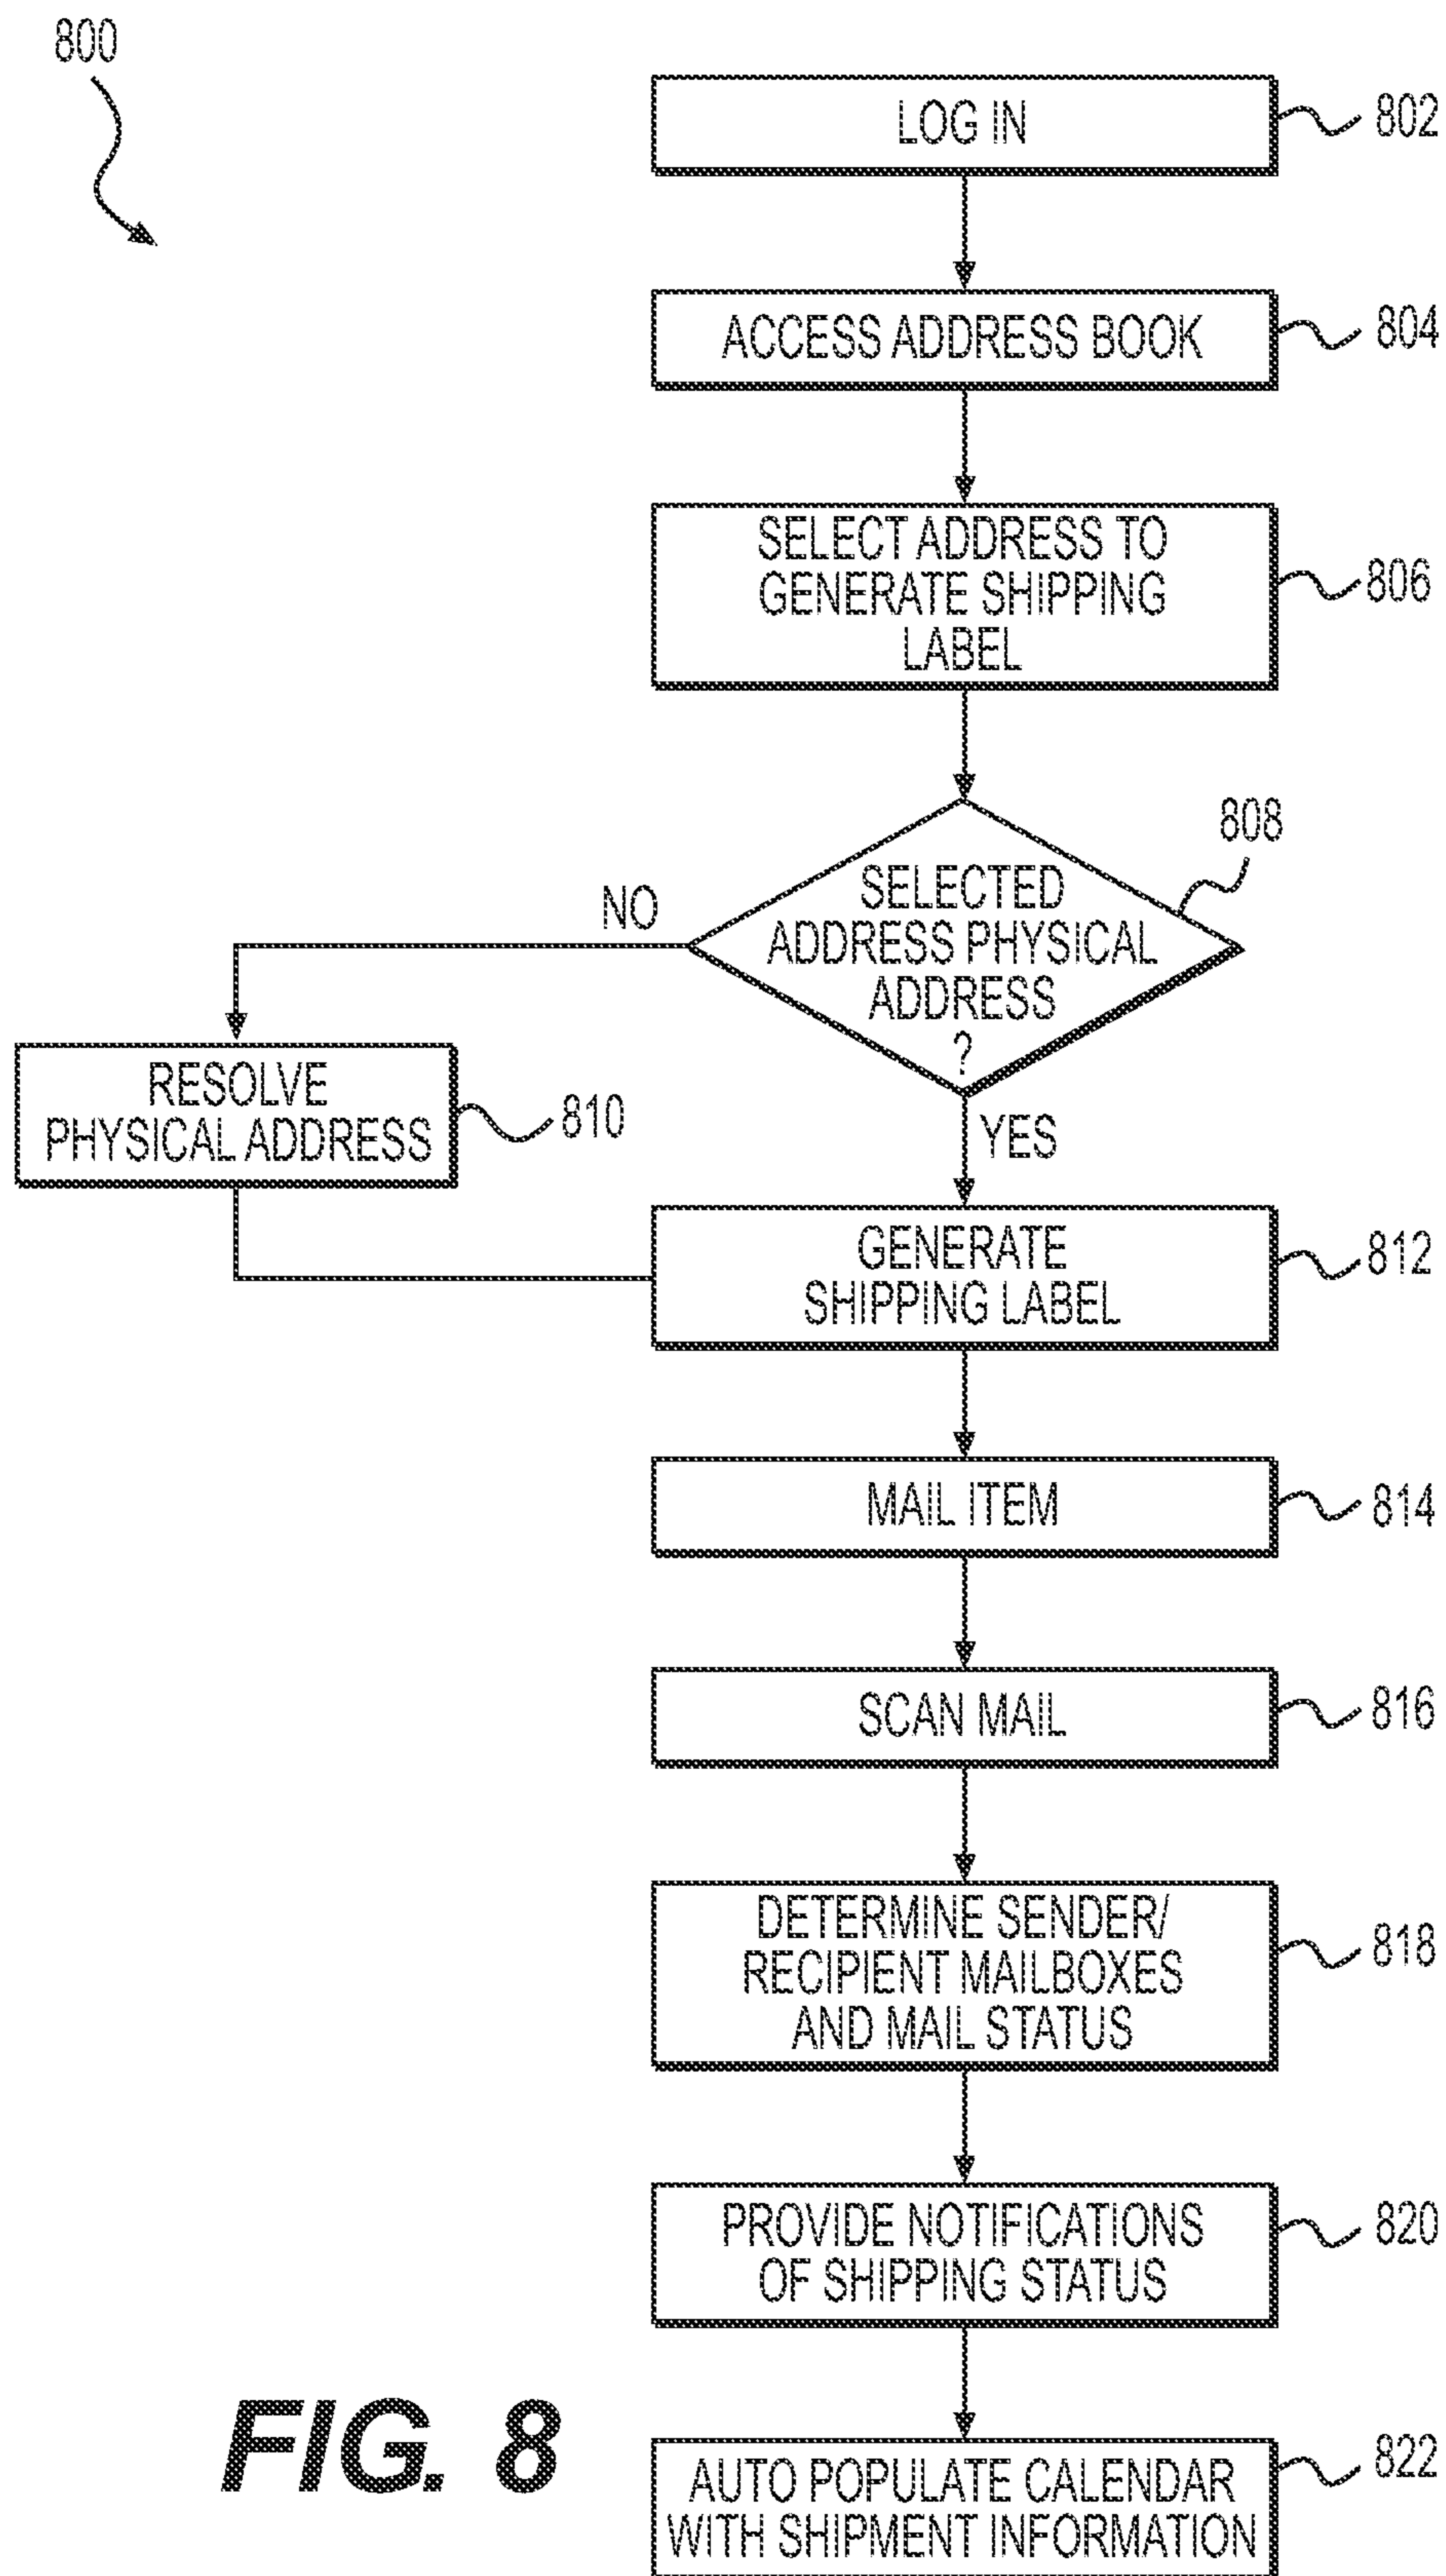 800
LOG IN
802
ACCESS ADDRESS BOOK
804
SELECT ADDRESS TO
GENERATE SHIPPING
LABEL
806
808
SELECTED
ADDRESS PHYSICAL
ADDRESS
?
NO
YES
RESOLVE
PHYSICAL ADDRESS
810
GENERATE
SHIPPING LABEL
812
MAIL ITEM
814
SCAN MAIL
816
DETERMINE SENDER/
RECIPIENT MAILBOXES
AND MAIL STATUS
818
PROVIDE NOTIFICATIONS
OF SHIPPING STATUS
820
AUTO POPULATE CALENDAR
WITH SHIPMENT INFORMATION
822
FIG. 8